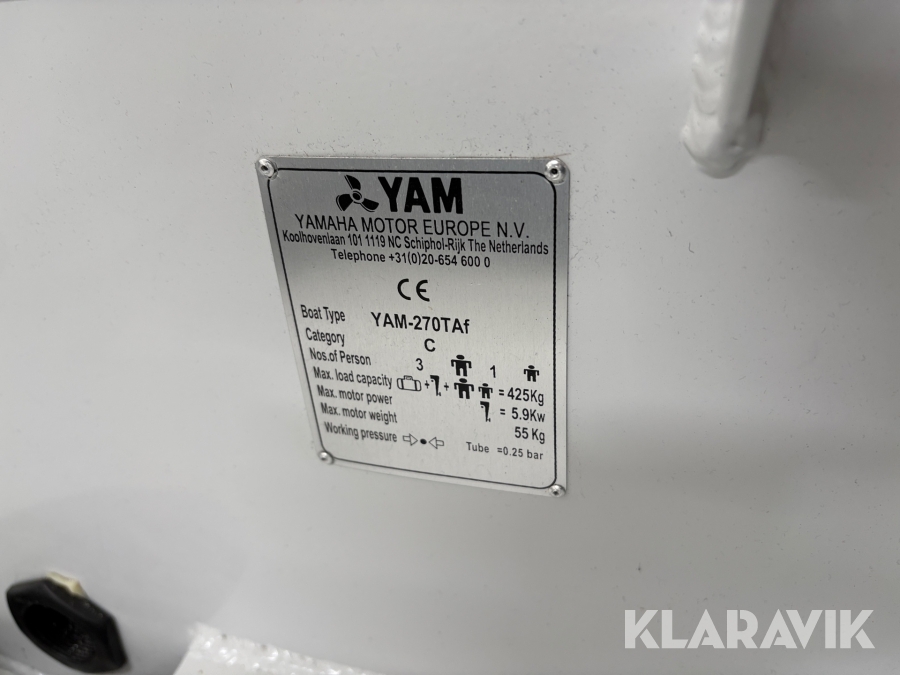 YAM
YAMAHA MOTOR EUROPE N.V.
Koolhovenlaan 101 1119 NC Schiphol-Rijk The Netherlands
Telephone +31(0)20-654 600 0
CE
Boat Type YAM-270TAf
Category C
Nos.of Person 3 1
Max. load capacity + + = 425Kg
Max. motor power = 5.9Kw
Max. motor weight 55 Kg
Working pressure Tube =0.25 bar
KLARAVIK